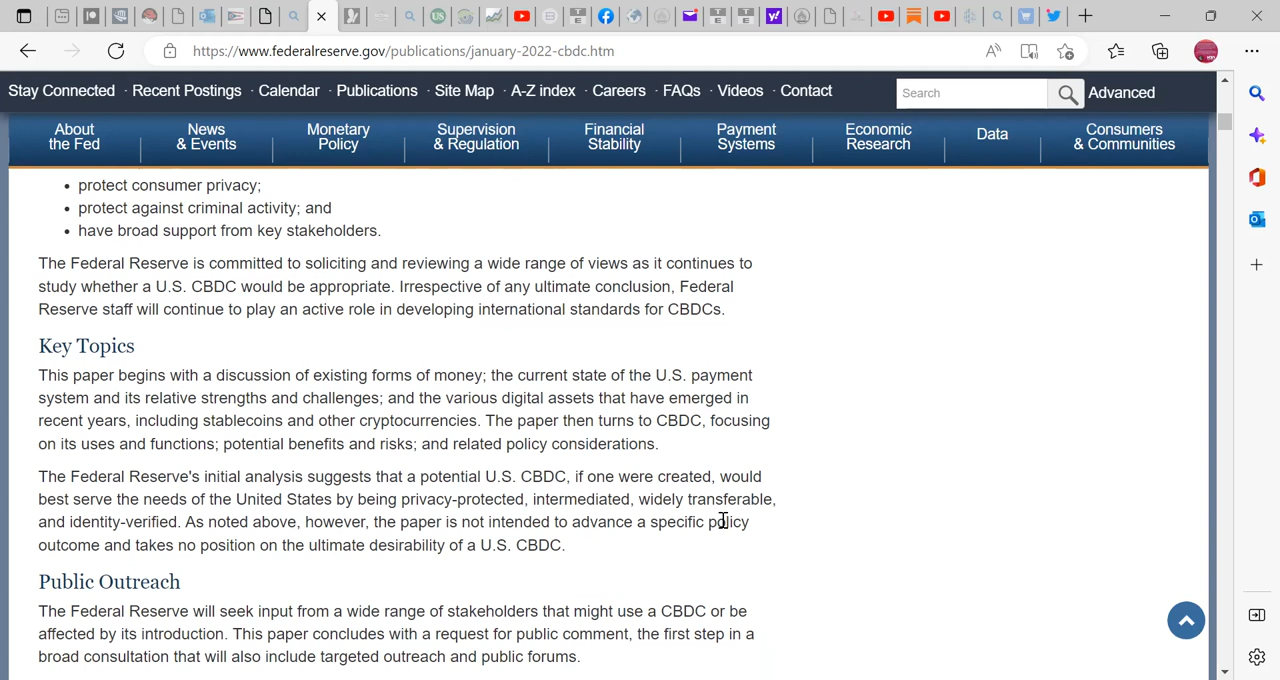 https://www.federalreserve.gov/publications/january-2022-cbdc.htm
Stay Connected · Recent Postings · Calendar · Publications · Site Map · A-Z index · Careers · FAQs · Videos · Contact
Search
Advanced
About the Fed
News & Events
Monetary Policy
Supervision & Regulation
Financial Stability
Payment Systems
Economic Research
Data
Consumers & Communities
• protect consumer privacy;
• protect against criminal activity; and
• have broad support from key stakeholders.
The Federal Reserve is committed to soliciting and reviewing a wide range of views as it continues to
study whether a U.S. CBDC would be appropriate. Irrespective of any ultimate conclusion, Federal
Reserve staff will continue to play an active role in developing international standards for CBDCs.
Key Topics
This paper begins with a discussion of existing forms of money; the current state of the U.S. payment
system and its relative strengths and challenges; and the various digital assets that have emerged in
recent years, including stablecoins and other cryptocurrencies. The paper then turns to CBDC, focusing
on its uses and functions; potential benefits and risks; and related policy considerations.
The Federal Reserve's initial analysis suggests that a potential U.S. CBDC, if one were created, would
best serve the needs of the United States by being privacy-protected, intermediated, widely transferable,
and identity-verified. As noted above, however, the paper is not intended to advance a specific policy
outcome and takes no position on the ultimate desirability of a U.S. CBDC.
Public Outreach
The Federal Reserve will seek input from a wide range of stakeholders that might use a CBDC or be
affected by its introduction. This paper concludes with a request for public comment, the first step in a
broad consultation that will also include targeted outreach and public forums.